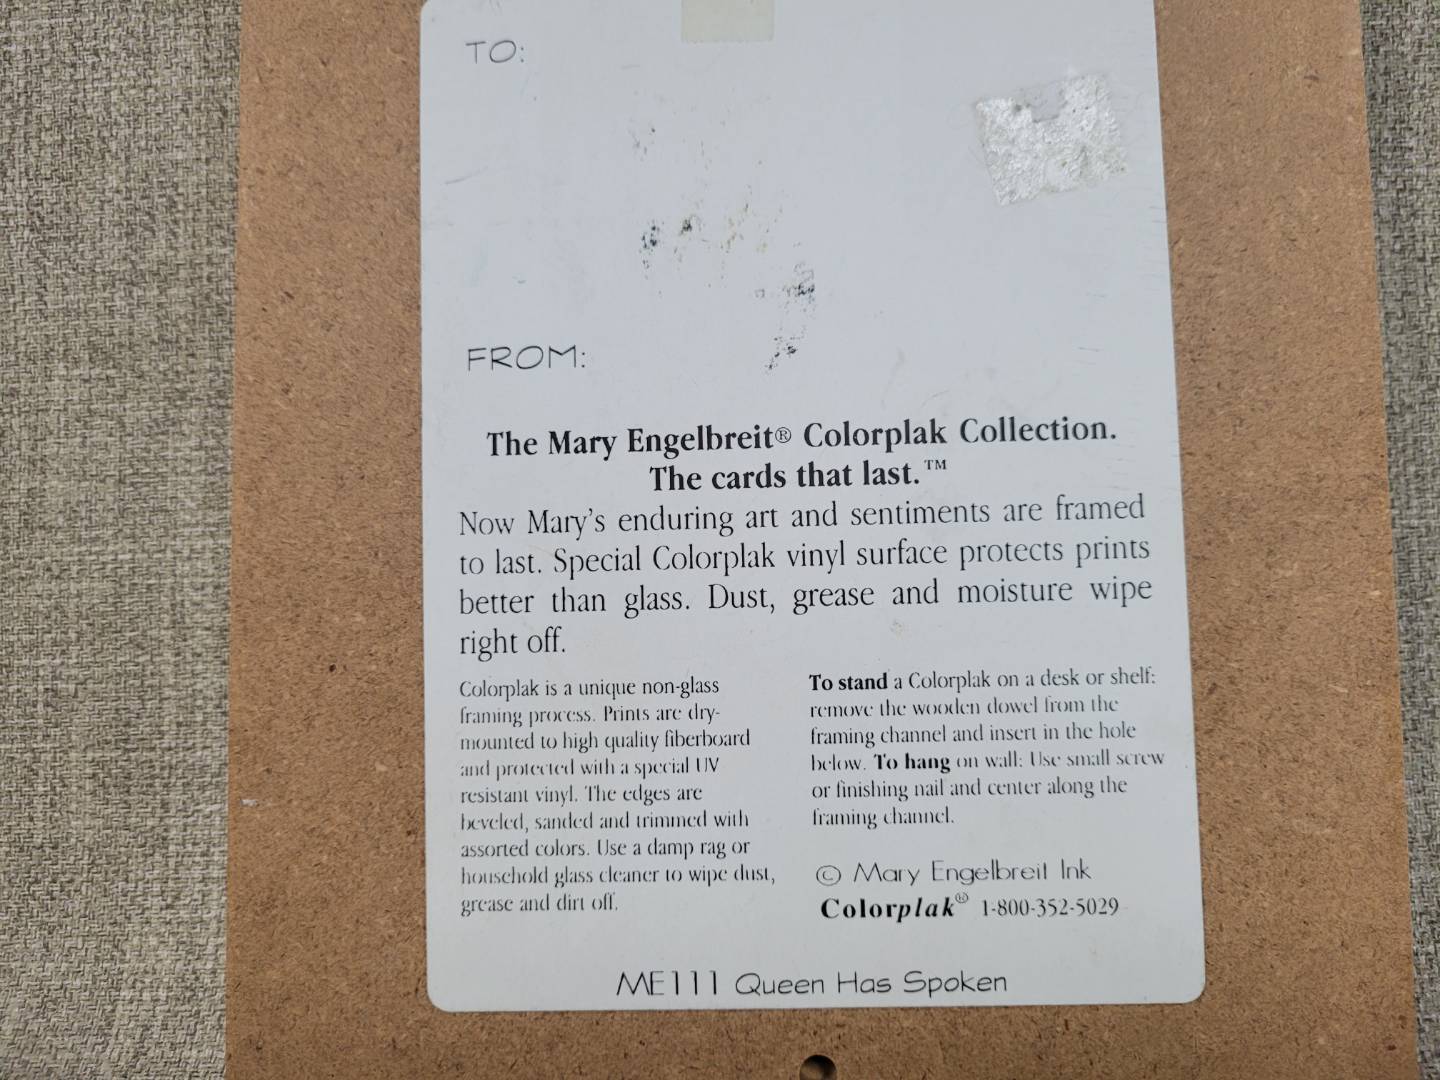 TO:
FROM:
The Mary Engelbreit® Colorplak Collection.
The cards that last.™
Now Mary's enduring art and sentiments are framed
to last. Special Colorplak vinyl surface protects prints
better than glass. Dust, grease and moisture wipe
right off.
Colorplak is a unique non-glass
framing process. Prints are dry-
mounted to high quality fiberboard
and protected with a special UV
resistant vinyl. The edges are
beveled, sanded and trimmed with
assorted colors. Use a damp rag or
household glass cleaner to wipe dust,
grease and dirt off.
To stand a Colorplak on a desk or shelf:
remove the wooden dowel from the
framing channel and insert in the hole
below. To hang on wall: Use small screw
or finishing nail and center along the
framing channel.
© Mary Engelbreit Ink
Colorplak® 1-800-352-5029
ME111 Queen Has Spoken